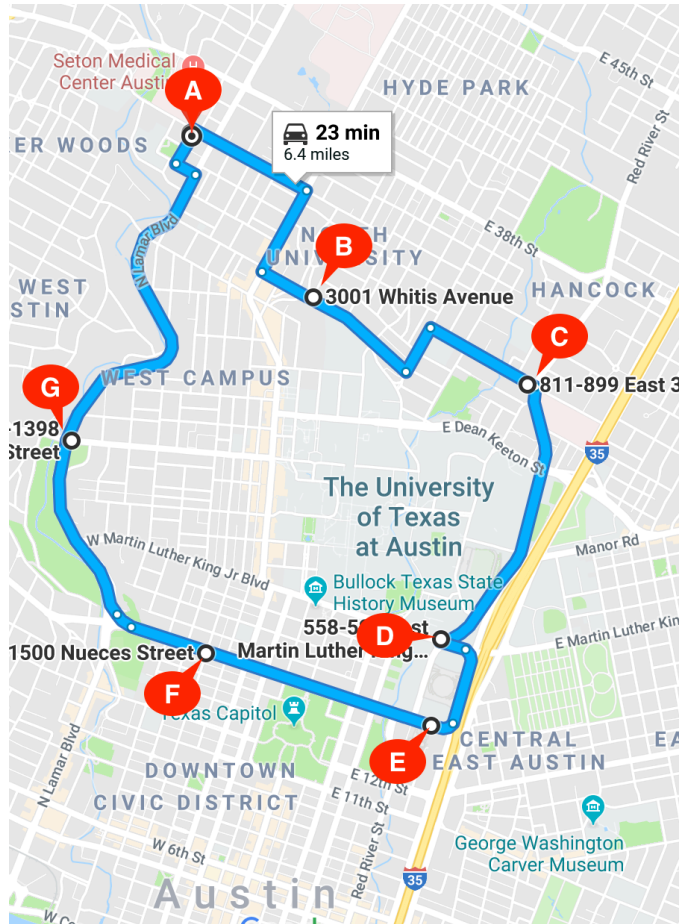 E 45th St
Seton Medical
Center Austin
H
A
HYDE PARK
Red River St
23 min
6.4 miles
ER WOODS
E 38th St
NORTH
UNIVERSITY
B
N Lamar Blvd
WEST
STIN
3001 Whitis Avenue
HANCOCK
C
WEST CAMPUS
G
811-899 East 3
-1398
Street
E Dean Keeton St
35
The University
of Texas
at Austin
W Martin Luther King Jr Blvd
Manor Rd
Bullock Texas State
History Museum
D
Martin Luther King...
E Martin Luther King
1500 Nueces Street
F
Texas Capitol
E
CENTRAL
EAST AUSTIN
EA
DOWNTOWN
CIVIC DISTRICT
E 12th St
E 11th St
N Lamar Blvd
Red River St
W 6th St
George Washington
Carver Museum
35
Austin